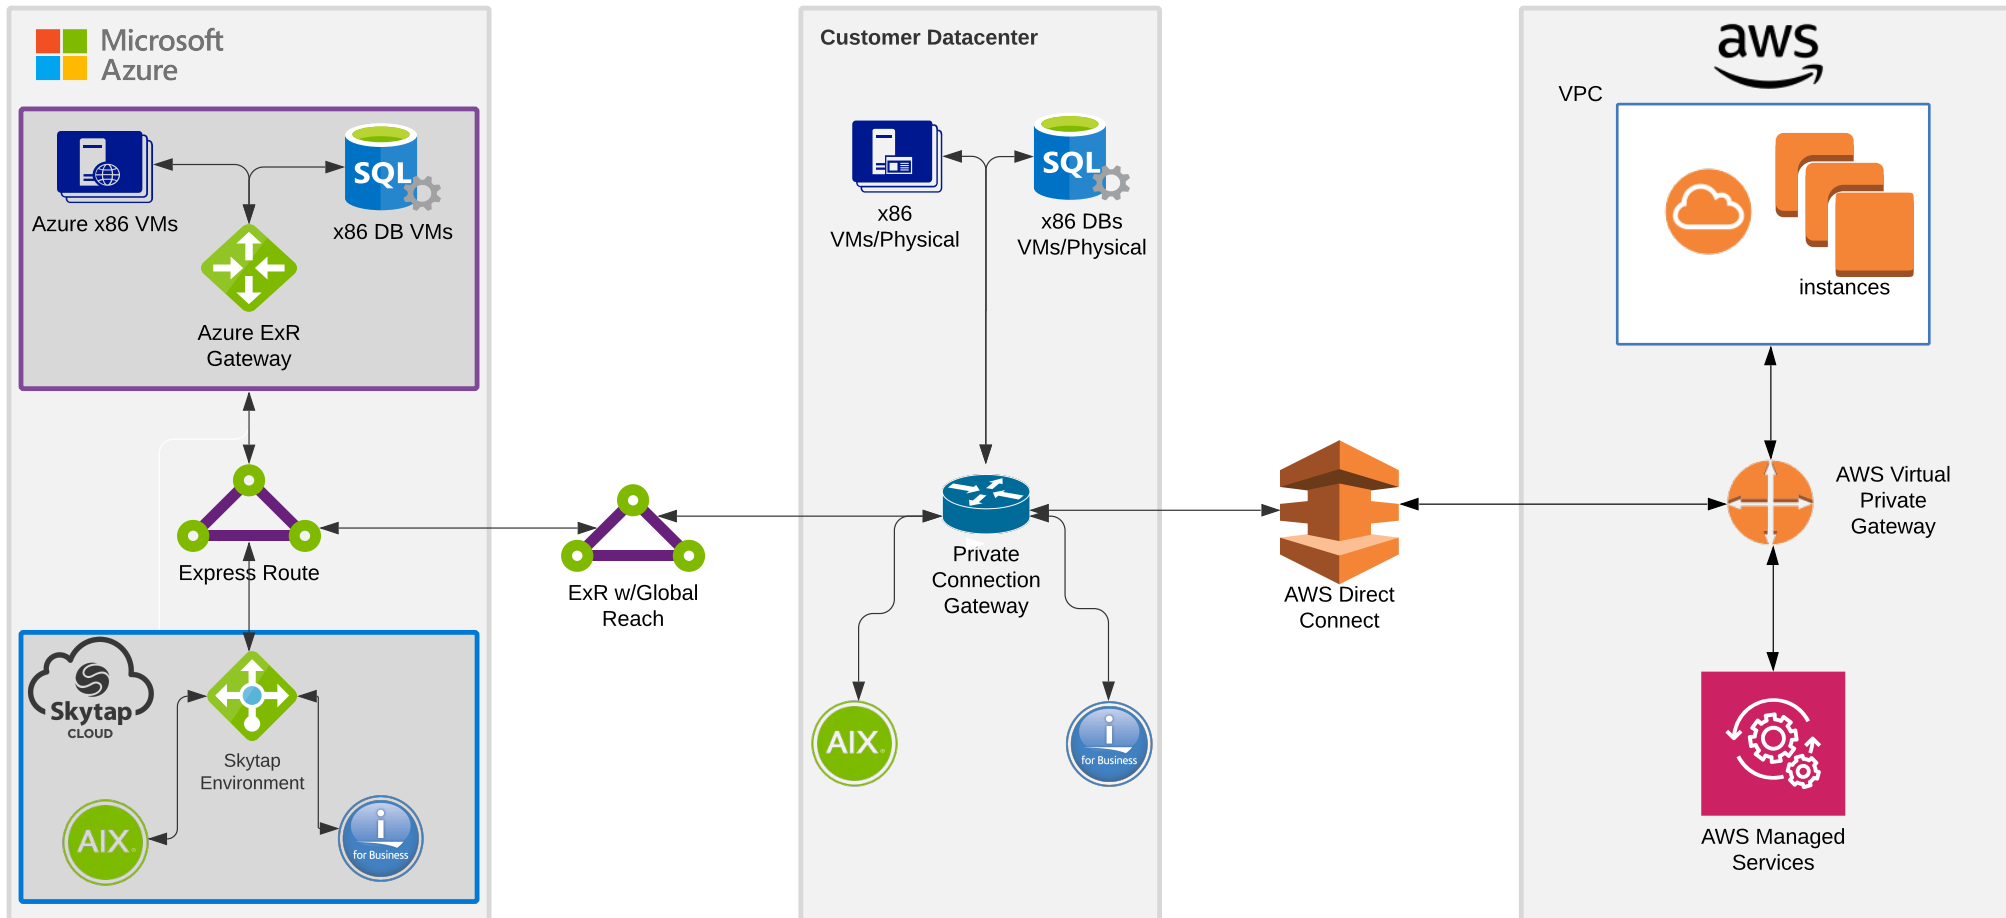 Microsoft
Azure
Azure x86 VMs
SQL
x86 DB VMs
Azure ExR
Gateway
Express Route
Skytap
CLOUD
Skytap
Environment
AIX
i
for Business
ExR w/Global
Reach
Customer Datacenter
x86
VMs/Physical
SQL
x86 DBs
VMs/Physical
Private
Connection
Gateway
AIX
i
for Business
AWS Direct
Connect
aws
VPC
instances
AWS Virtual
Private
Gateway
AWS Managed
Services